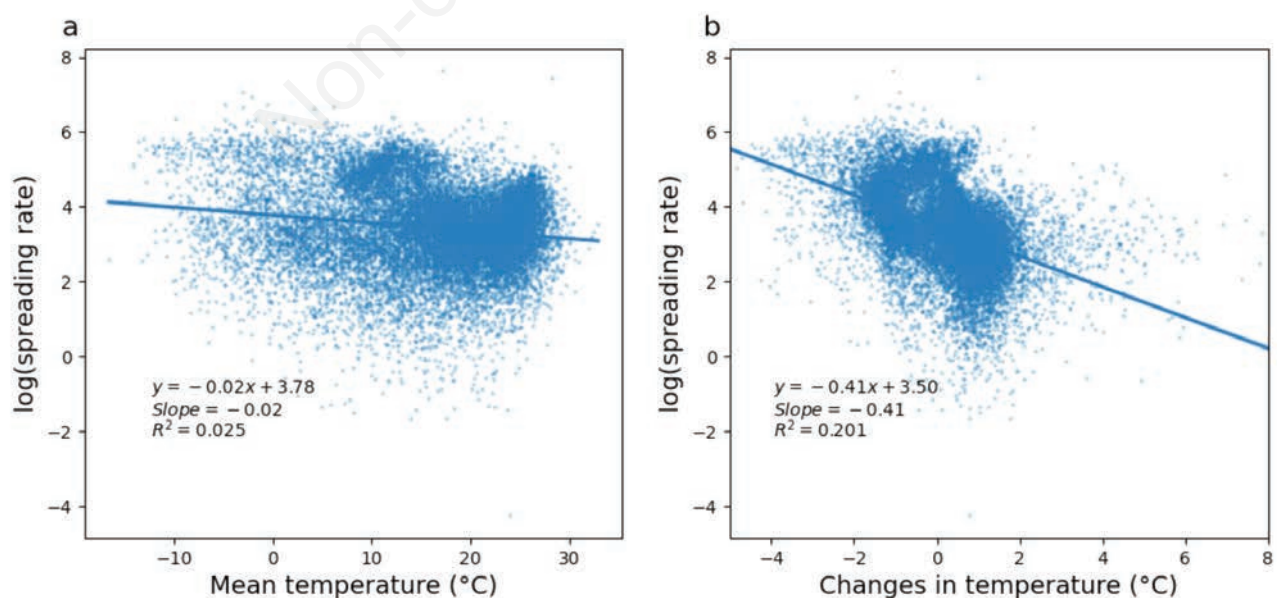 a
b
Non-c
8
6
4
2
0
−2
−4
log(spreading rate)
y = −0.02x + 3.78
Slope = −0.02
R² = 0.025
−10 0 10 20 30
Mean temperature (°C)
8
6
4
2
0
−2
−4
log(spreading rate)
y = −0.41x + 3.50
Slope = −0.41
R² = 0.201
−4 −2 0 2 4 6 8
Changes in temperature (°C)